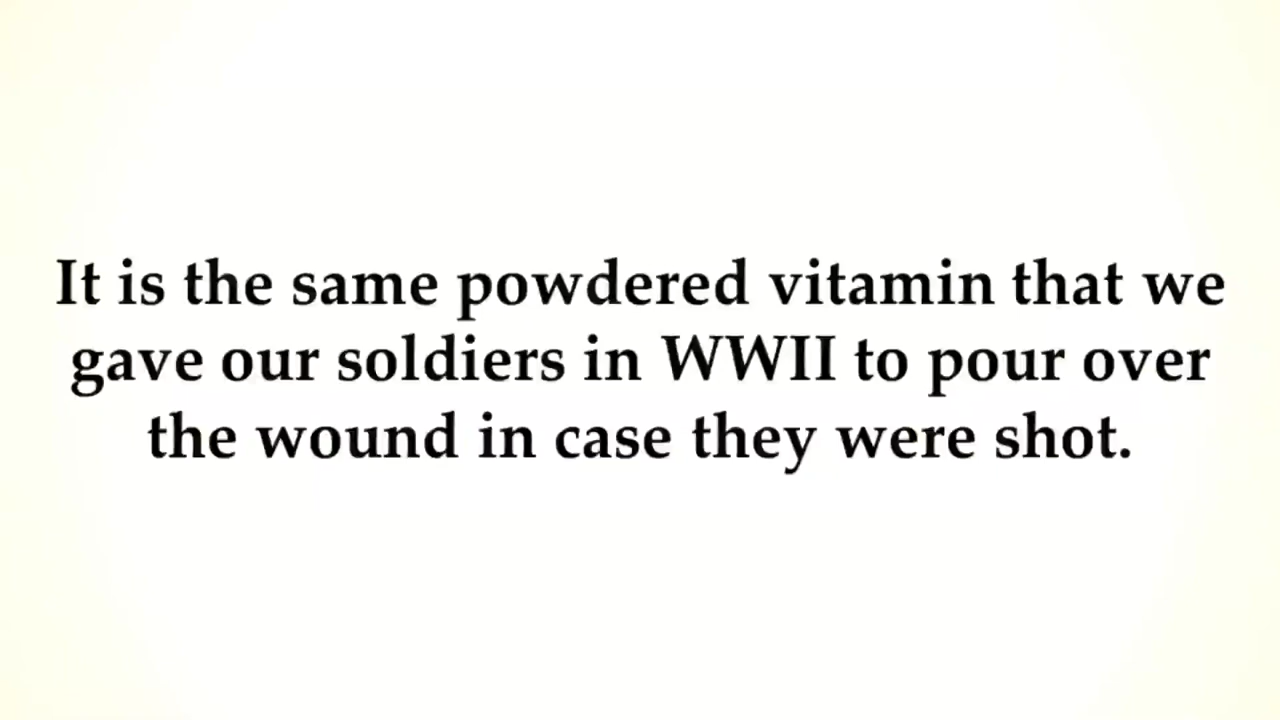 It is the same powdered vitamin that we
gave our soldiers in WWII to pour over
the wound in case they were shot.